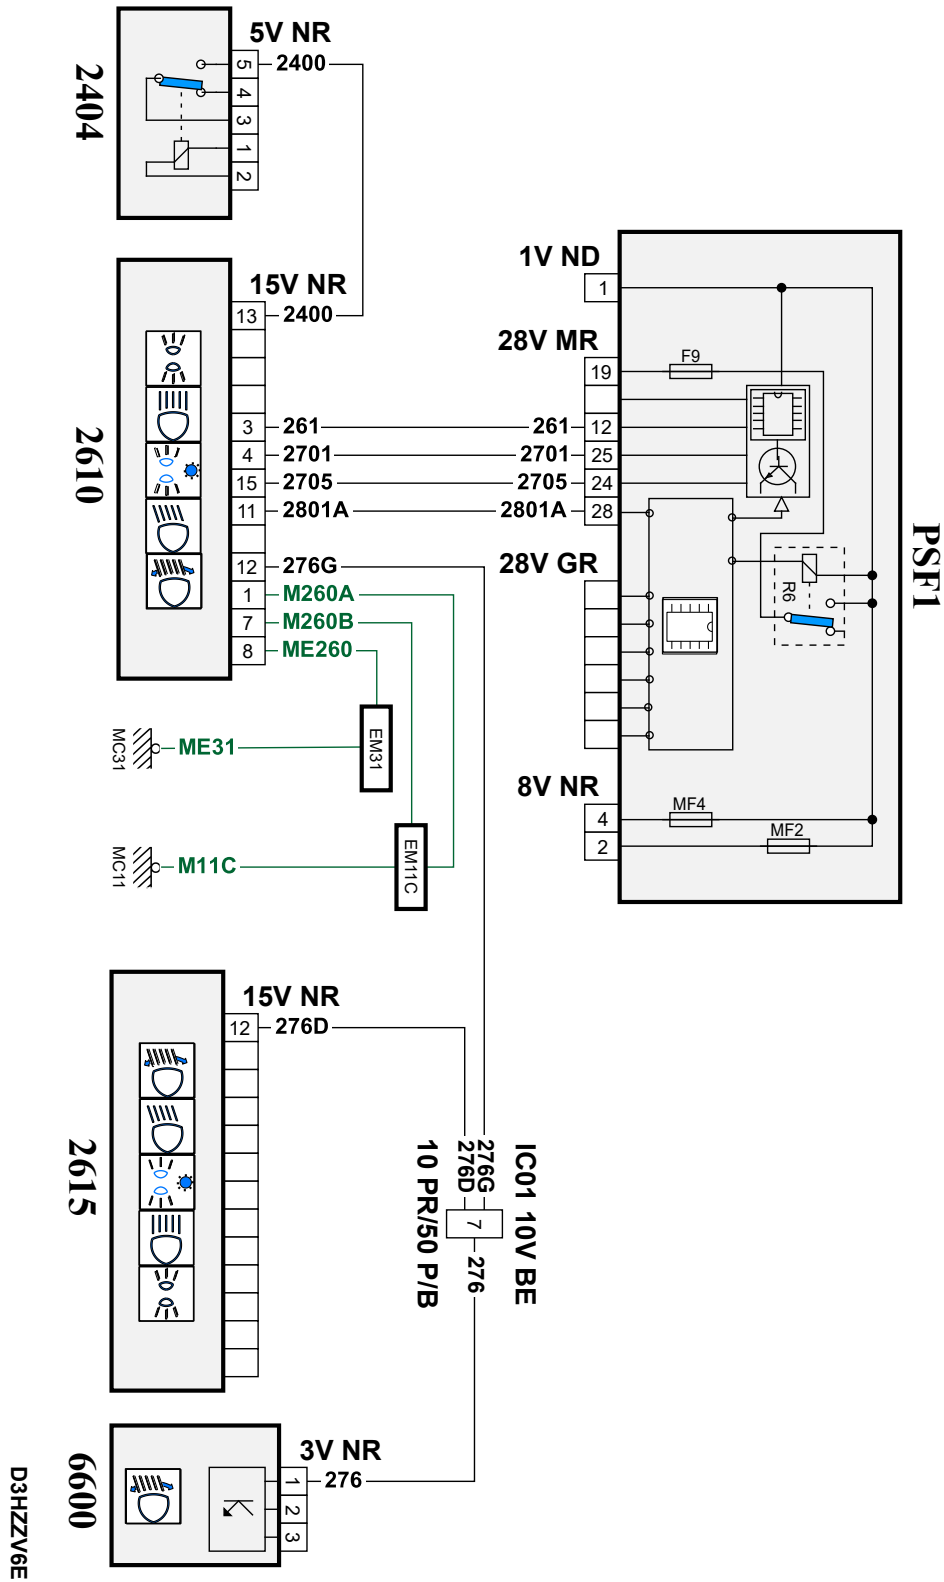 5V NR
5 2400
4
3
1
2
2404
PSF1
1V ND
1
28V MR
19 F9
261 12
2701 25
2705 24
2801A 28
28V GR
R6
8V NR
4 MF4
2 MF2
15V NR
13 2400
3 261
4 2701
15 2705
11 2801A
12 276G
1 M260A
7 M260B
8 ME260
2610
EM31
ME31
MC31
EM11C
M11C
MC11
15V NR
12 276D
2615
276G
276D
IC01 10V BE
10 PR/50 P/B
7
276
3V NR
1 276
2
3
6600
D3HZZV6E